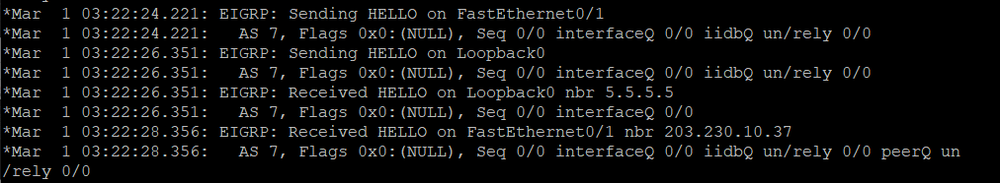 *Mar  1 03:22:24.221: EIGRP: Sending HELLO on FastEthernet0/1
*Mar  1 03:22:24.221:   AS 7, Flags 0x0:(NULL), Seq 0/0 interfaceQ 0/0 iidbQ un/rely 0/0
*Mar  1 03:22:26.351: EIGRP: Sending HELLO on Loopback0
*Mar  1 03:22:26.351:   AS 7, Flags 0x0:(NULL), Seq 0/0 interfaceQ 0/0 iidbQ un/rely 0/0
*Mar  1 03:22:26.351: EIGRP: Received HELLO on Loopback0 nbr 5.5.5.5
*Mar  1 03:22:26.351:   AS 7, Flags 0x0:(NULL), Seq 0/0 interfaceQ 0/0
*Mar  1 03:22:28.356: EIGRP: Received HELLO on FastEthernet0/1 nbr 203.230.10.37
*Mar  1 03:22:28.356:   AS 7, Flags 0x0:(NULL), Seq 0/0 interfaceQ 0/0 iidbQ un/rely 0/0 peerQ un
/rely 0/0